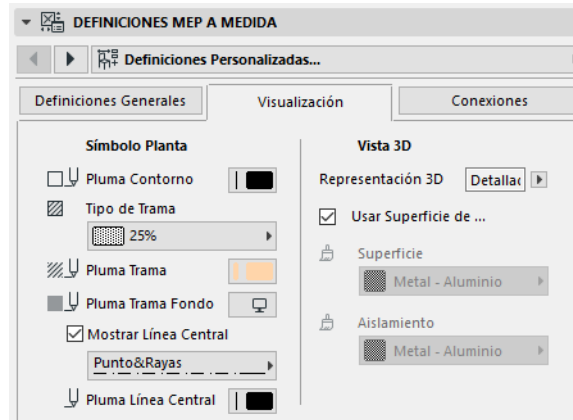 DEFINICIONES MEP A MEDIDA
Definiciones Personalizadas...
Definiciones Generales
Visualización
Conexiones
Símbolo Planta
Pluma Contorno
Tipo de Trama
25%
Pluma Trama
Pluma Trama Fondo
Mostrar Línea Central
Punto&Rayas
Pluma Línea Central
Vista 3D
Representación 3D
Detallac
Usar Superficie de ...
Superficie
Metal - Aluminio
Aislamiento
Metal - Aluminio